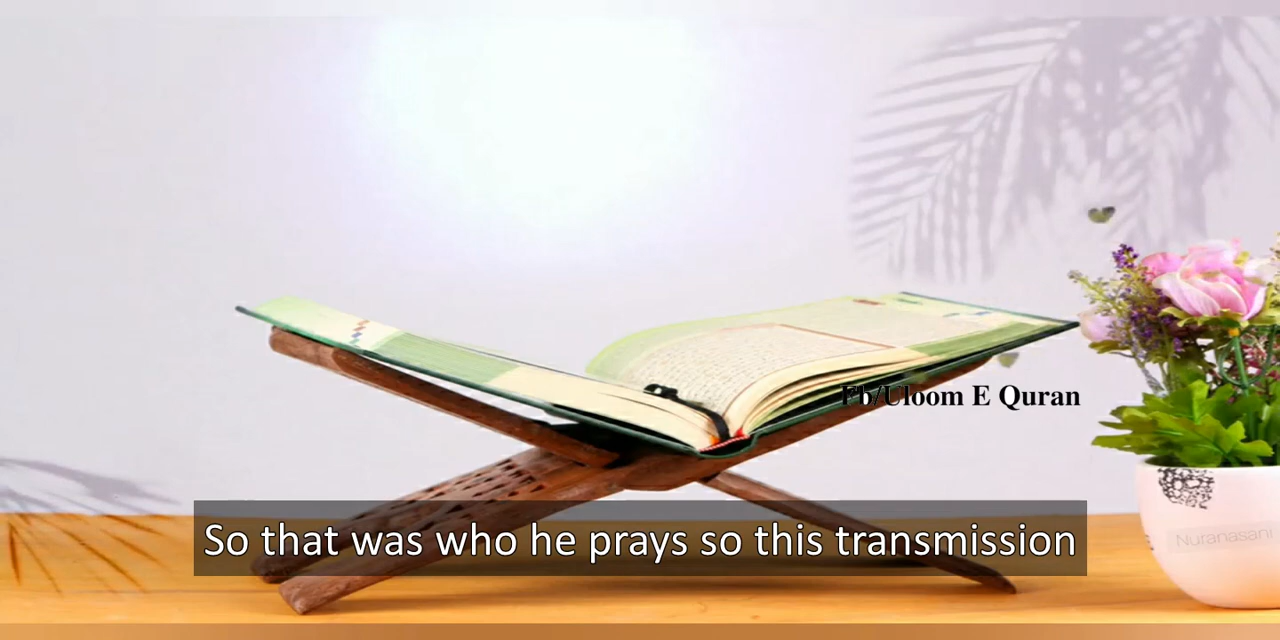 Fb/Uloom E Quran
So that was who he prays so this transmission
Nuranasani